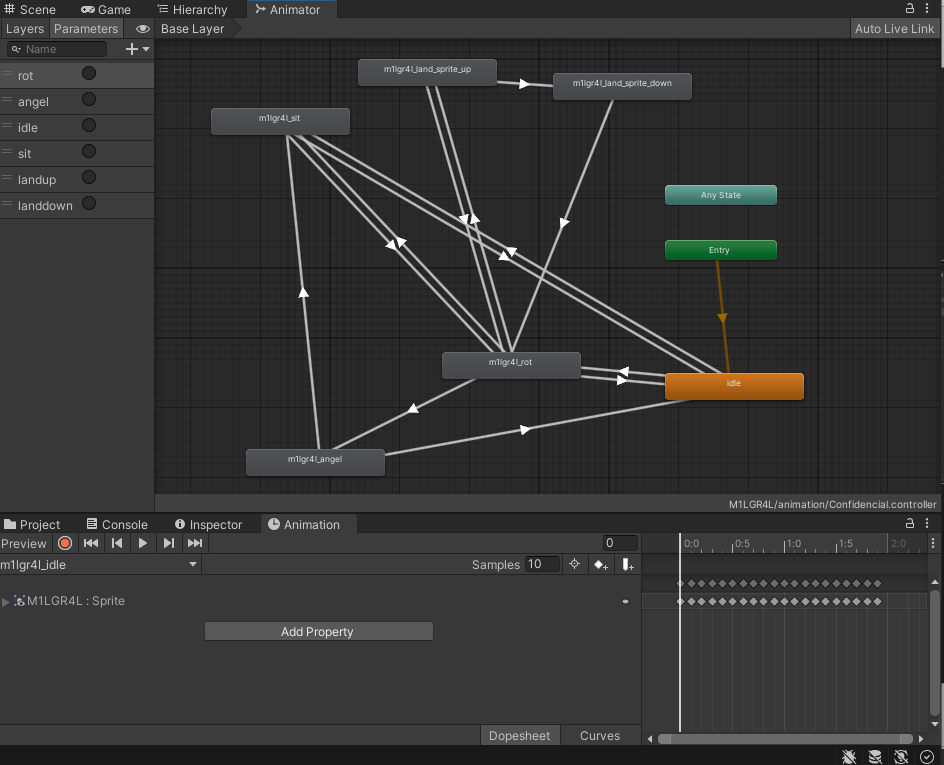 Scene Game Hierarchy Animator
Layers Parameters Base Layer Auto Live Link
Name
rot
angel
idle
sit
landup
landdown
m1lgr4l_land_sprite_up
m1lgr4l_land_sprite_down
m1lgr4l_sit
Any State
Entry
m1lgr4l_rot
idle
m1lgr4l_angel
M1LGR4L/animation/Confidencial.controller
Project Console Inspector Animation
Preview 0 0:0 0:5 1:0 1:5 2:0
m1lgr4l_idle Samples 10
M1LGR4L : Sprite
Add Property
Dopesheet Curves